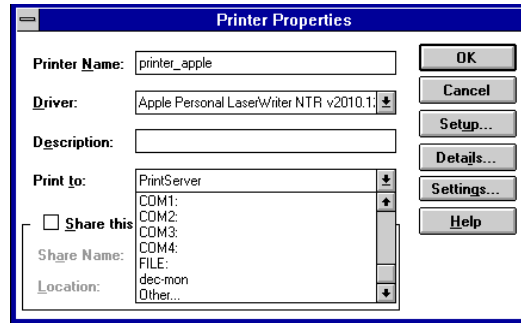 Printer Properties
Printer Name: printer_apple OK
Driver: Apple Personal LaserWriter NTR v2010.1 Cancel
Setup...
Description:
Details...
Print to: PrintServer Settings...
COM1:
COM2:
Share this COM3: Help
COM4:
Share Name: FILE:
dec-mon
Location: Other...